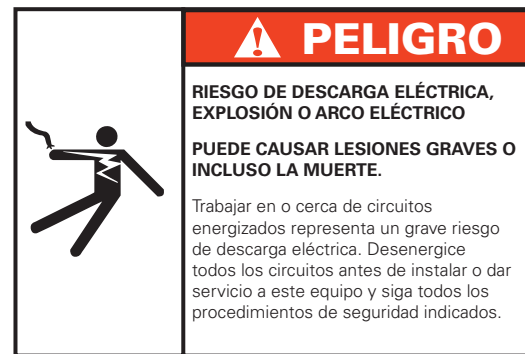 PELIGRO
RIESGO DE DESCARGA ELÉCTRICA,
EXPLOSIÓN O ARCO ELÉCTRICO
PUEDE CAUSAR LESIONES GRAVES O
INCLUSO LA MUERTE.
Trabajar en o cerca de circuitos
energizados representa un grave riesgo
de descarga eléctrica. Desenergice
todos los circuitos antes de instalar o dar
servicio a este equipo y siga todos los
procedimientos de seguridad indicados.